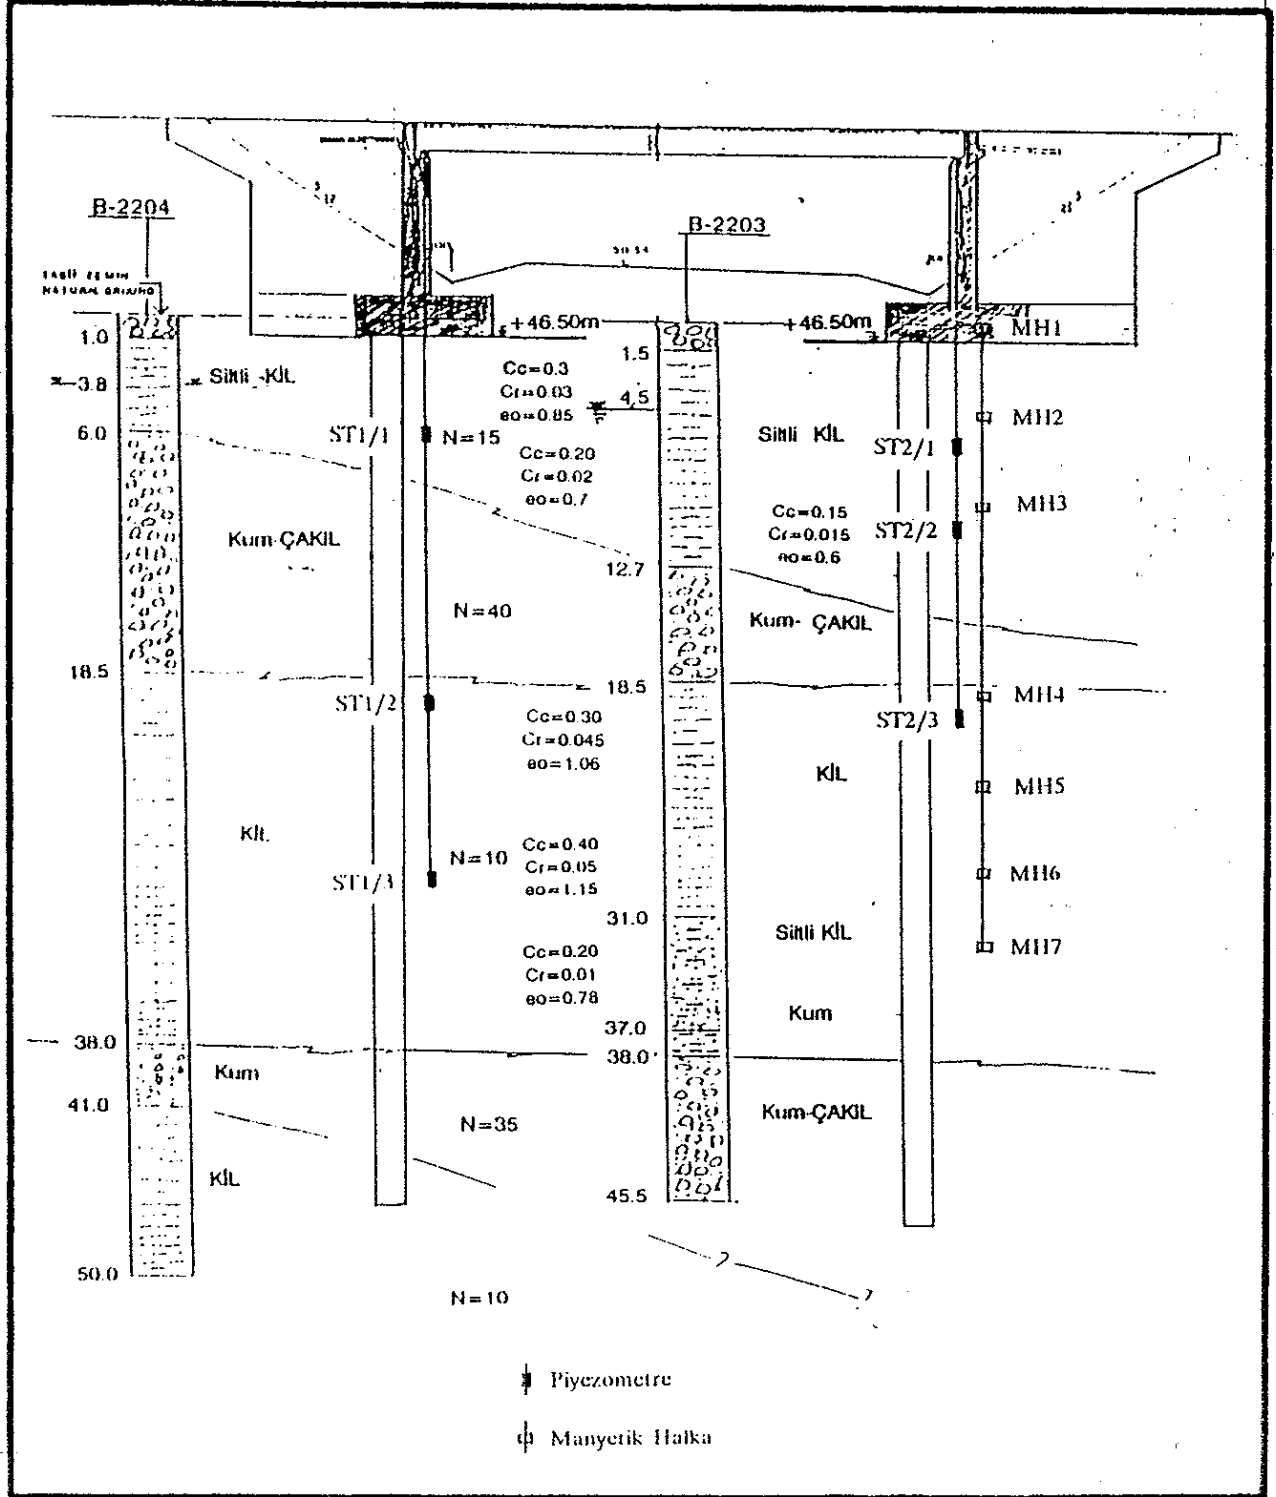 B-2204
B-2203
50.54
TABİİ ZEMİN
NATURAL GROUND
+46.50m
+46.50m
MH1
1.0
1.5
3.8
Siltli -KİL
Cc=0.3
Cr=0.03
eo=0.85
4.5
MH2
6.0
ST1/1
N=15
Siltli KİL
ST2/1
Cc=0.20
Cr=0.02
eo=0.7
MH3
Cc=0.15
Cr=0.015
eo=0.6
ST2/2
Kum-ÇAKIL
12.7
N=40
Kum- ÇAKIL
18.5
18.5
MH4
ST1/2
ST2/3
Cc=0.30
Cr=0.045
eo=1.06
KİL
MH5
KİL
N=10
Cc=0.40
Cr=0.05
eo=1.15
ST1/3
MH6
31.0
Siltli KİL
MH7
Cc=0.20
Cr=0.01
eo=0.78
Kum
37.0
38.0
38.0
Kum
41.0
Kum-ÇAKIL
N=35
KİL
45.5
50.0
?
?
N=10
Piyezometre
Manyetik Halka